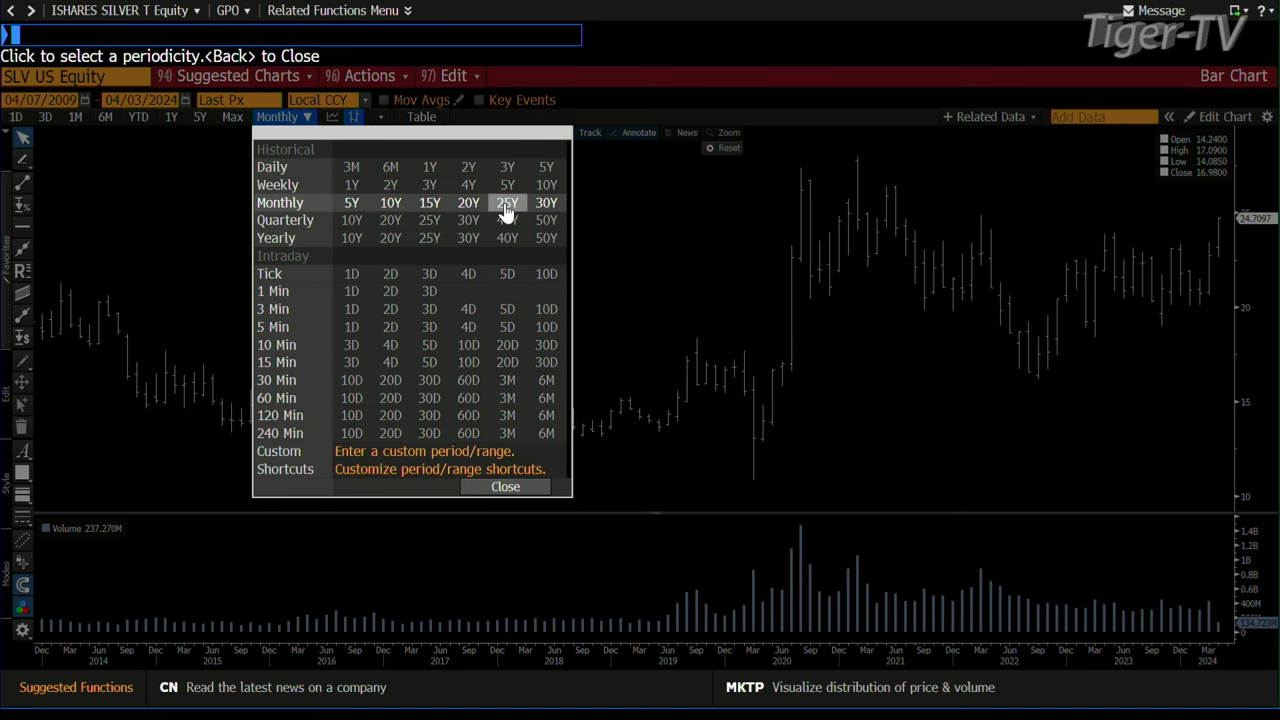 ISHARES SILVER T Equity GPO Related Functions Menu Message
Tiger-TV
Click to select a periodicity.<Back> to Close
SLV US Equity 94) Suggested Charts 96) Actions 97) Edit Bar Chart
04/07/2009 - 04/03/2024 Last Px Local CCY Mov Avgs Key Events
1D 3D 1M 6M YTD 1Y 5Y Max Monthly ▼ Table + Related Data Add Data « Edit Chart
Track Annotate News Zoom
Reset
Open 14.2400
High 17.0900
Low 14.0850
Close 16.9800
Historical
Daily 3M 6M 1Y 2Y 3Y 5Y
Weekly 1Y 2Y 3Y 4Y 5Y 10Y
Monthly 5Y 10Y 15Y 20Y 25Y 30Y
Quarterly 10Y 20Y 25Y 30Y 50Y
Yearly 10Y 20Y 25Y 30Y 40Y 50Y
Intraday
Tick 1D 2D 3D 4D 5D 10D
1 Min 1D 2D 3D
3 Min 1D 2D 3D 4D 5D 10D
5 Min 1D 2D 3D 4D 5D 10D
10 Min 3D 4D 5D 10D 20D 30D
15 Min 3D 4D 5D 10D 20D 30D
30 Min 10D 20D 30D 60D 3M 6M
60 Min 10D 20D 30D 60D 3M 6M
120 Min 10D 20D 30D 60D 3M 6M
240 Min 10D 20D 30D 60D 3M 6M
Custom Enter a custom period/range.
Shortcuts Customize period/range shortcuts.
Close
24.7097
20
15
10
Favorites
Edit
Style
Modes
Volume 237.270M
1.4B
1.2B
1B
0.8B
0.6B
400M
134.723M
0
Dec Mar Jun Sep Dec Mar Jun Sep Dec Mar Jun Sep Dec Mar Jun Sep Dec Mar Jun Sep Dec Mar Jun Sep Dec Mar Jun Sep Dec Mar Jun Sep Dec Mar Jun Sep Dec Mar Jun Sep Dec Mar
2014 2015 2016 2017 2018 2019 2020 2021 2022 2023 2024
Suggested Functions CN Read the latest news on a company MKTP Visualize distribution of price & volume